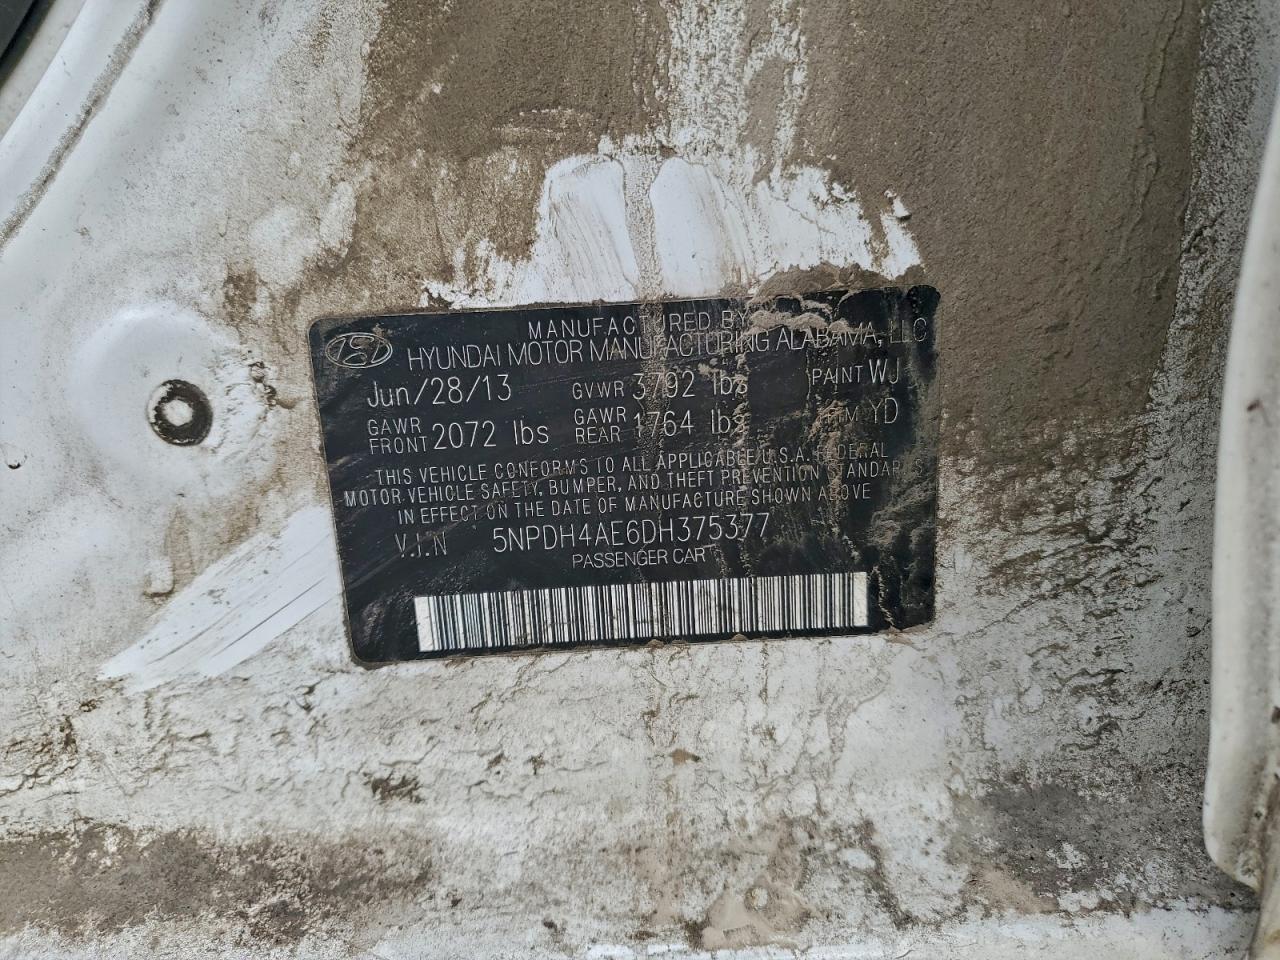 MANUFACTURED BY
HYUNDAI MOTOR MANUFACTURING ALABAMA, LLC
Jun/28/13 GVWR 3792 lbs PAINT WJ
GAWR FRONT 2072 lbs GAWR REAR 1764 lbs TRIM YD
THIS VEHICLE CONFORMS TO ALL APPLICABLE U.S.A. FEDERAL
MOTOR VEHICLE SAFETY, BUMPER, AND THEFT PREVENTION STANDARDS
IN EFFECT ON THE DATE OF MANUFACTURE SHOWN ABOVE
V.I.N 5NPDH4AE6DH375377
PASSENGER CAR